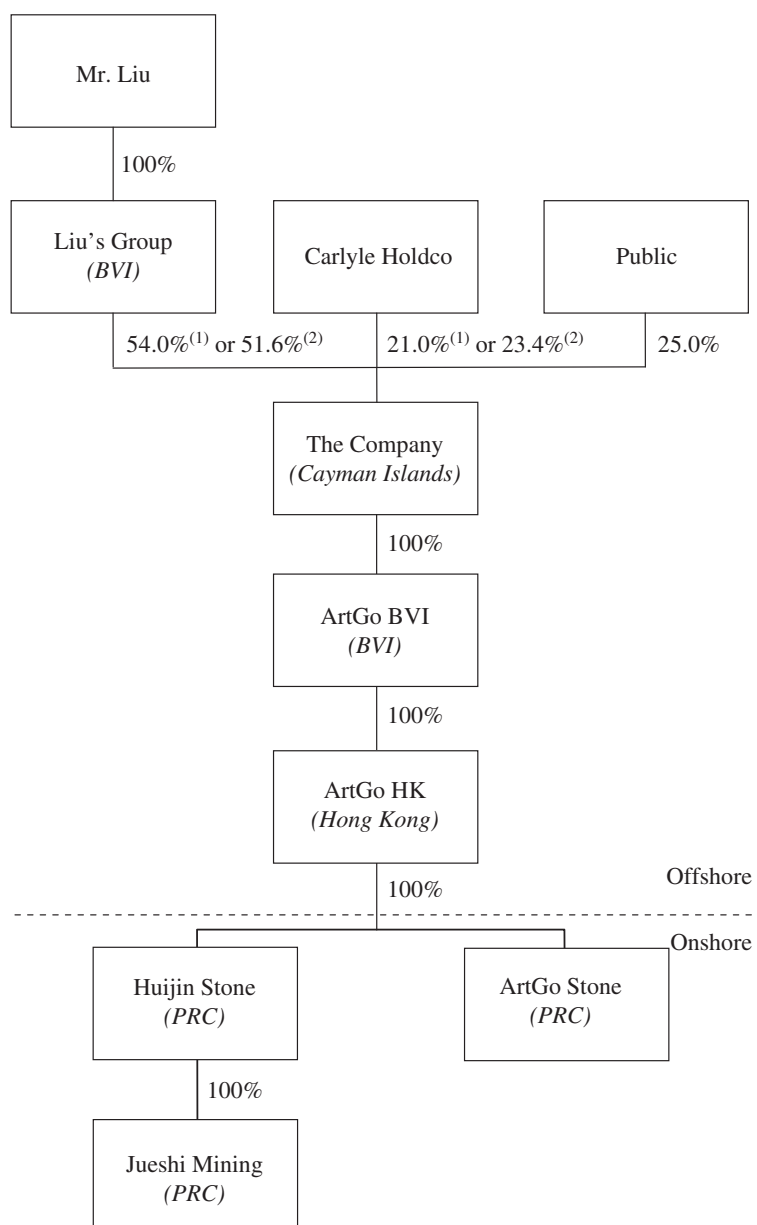 Mr. Liu
100%
Liu's Group
(BVI)
Carlyle Holdco
Public
54.0%(1) or 51.6%(2)
21.0%(1) or 23.4%(2)
25.0%
The Company
(Cayman Islands)
100%
ArtGo BVI
(BVI)
100%
ArtGo HK
(Hong Kong)
100%
Offshore
Onshore
Huijin Stone
(PRC)
ArtGo Stone
(PRC)
100%
Jueshi Mining
(PRC)